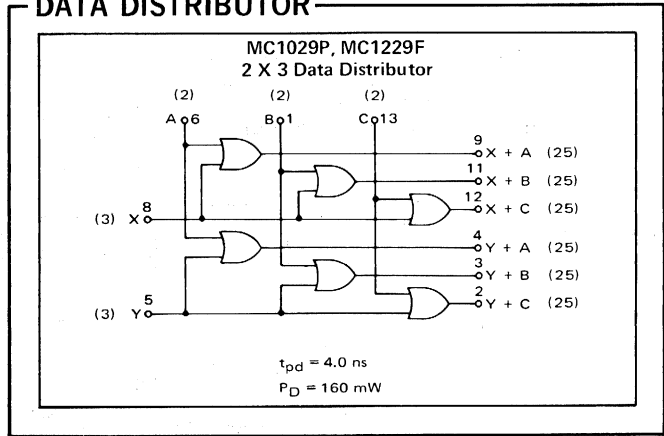 DATA DISTRIBUTOR
MC1029P, MC1229F
2 X 3 Data Distributor
(2) (2) (2)
A 6 B 1 C 13
9
X + A (25)
11
X + B (25)
12
X + C (25)
8
(3) X
4
Y + A (25)
3
Y + B (25)
2
Y + C (25)
5
(3) Y
tpd = 4.0 ns
PD = 160 mW